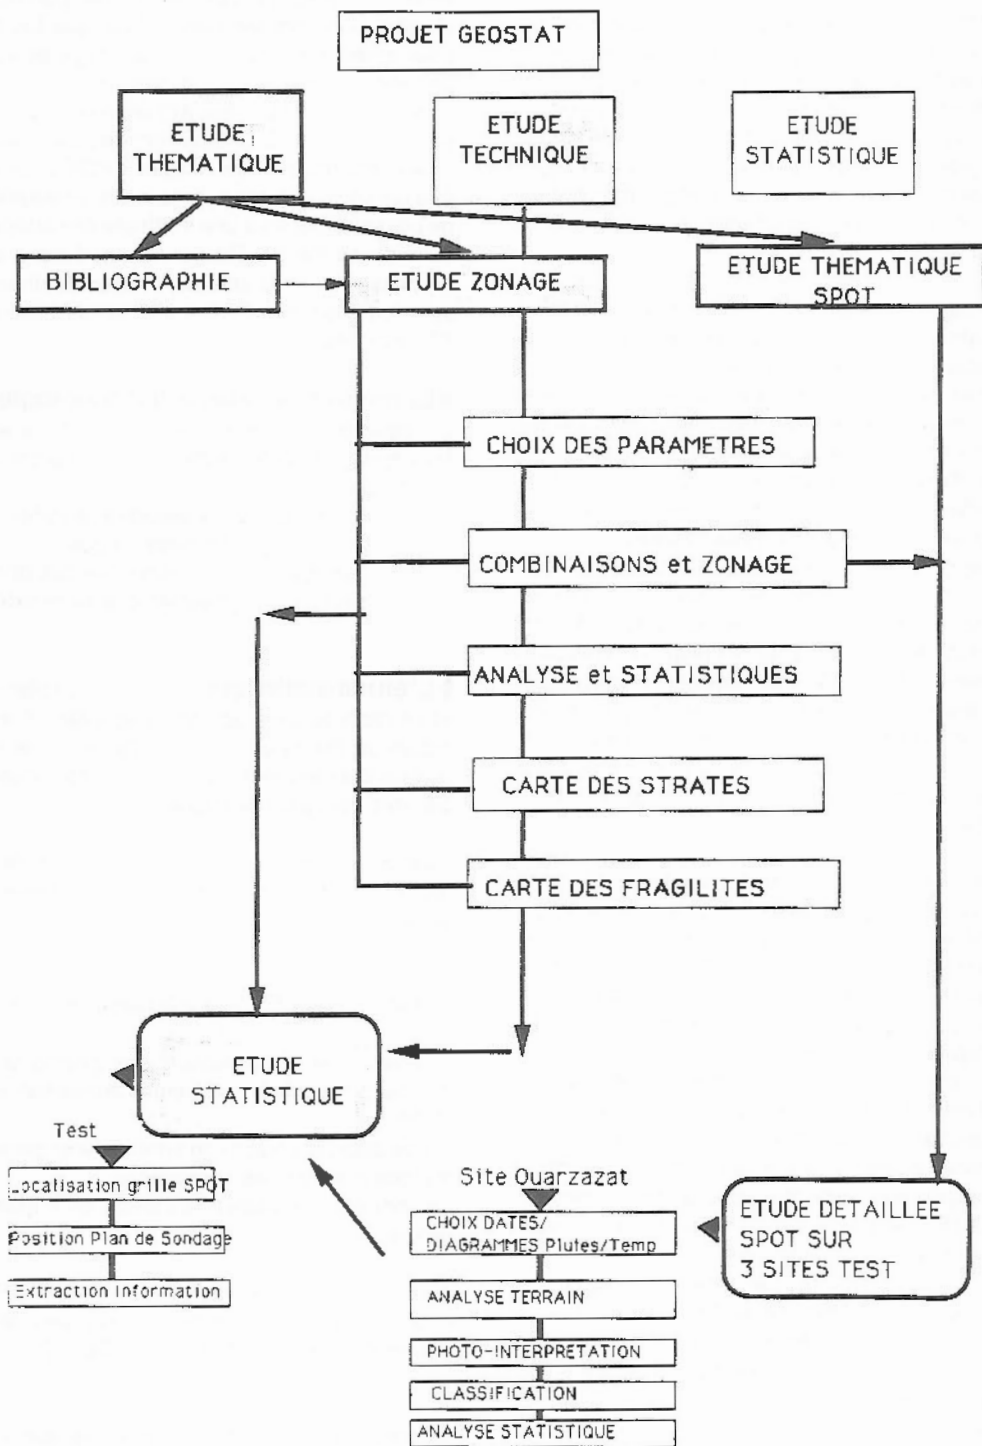 PROJET GEOSTAT
ETUDE
THEMATIQUE
ETUDE
TECHNIQUE
ETUDE
STATISTIQUE
BIBLIOGRAPHIE
ETUDE ZONAGE
ETUDE THEMATIQUE
SPOT
CHOIX DES PARAMETRES
COMBINAISONS et ZONAGE
ANALYSE et STATISTIQUES
CARTE DES STRATES
CARTE DES FRAGILITES
ETUDE
STATISTIQUE
Test
Localisation grille SPOT
Position Plan de Sondage
Extraction Information
Site Ouarzazat
CHOIX DATES/
DIAGRAMMES Plutes/Temp
ANALYSE TERRAIN
PHOTO-INTERPRETATION
CLASSIFICATION
ANALYSE STATISTIQUE
ETUDE DETAILLEE
SPOT SUR
3 SITES TEST